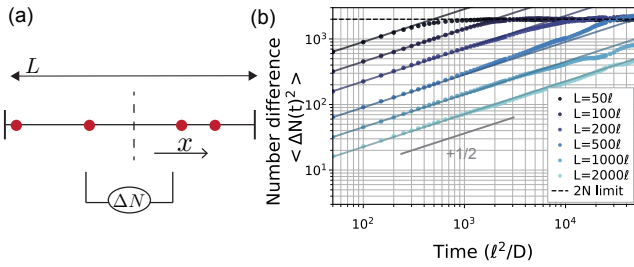 (a)
L
x
ΔN
(b)
Number difference
< ΔN(t)² >
10³
10²
10¹
10²
10³
10⁴
Time (ℓ²/D)
+1/2
L=50ℓ
L=100ℓ
L=200ℓ
L=500ℓ
L=1000ℓ
L=2000ℓ
2N limit